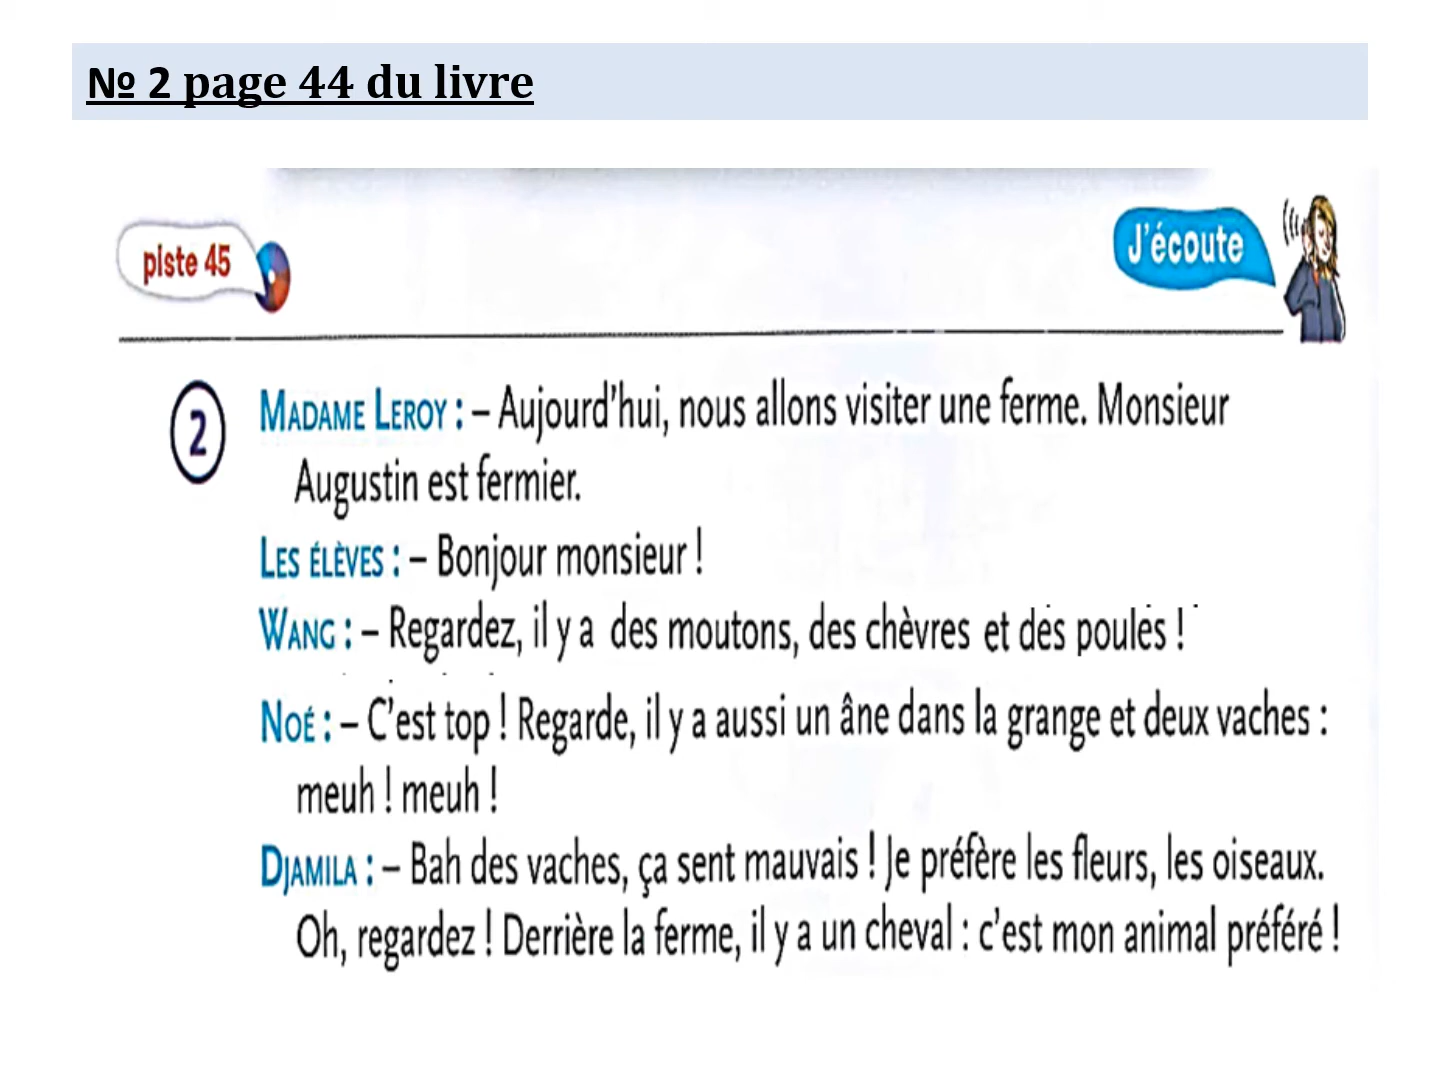 № 2 page 44 du livre
piste 45
J'écoute
2
MADAME LEROY : – Aujourd'hui, nous allons visiter une ferme. Monsieur
Augustin est fermier.
LES ÉLÈVES : – Bonjour monsieur !
WANG : – Regardez, il y a des moutons, des chèvres et des poules !
NOÉ : – C'est top ! Regarde, il y a aussi un âne dans la grange et deux vaches :
meuh ! meuh !
DJAMILA : – Bah des vaches, ça sent mauvais ! Je préfère les fleurs, les oiseaux.
Oh, regardez ! Derrière la ferme, il y a un cheval : c'est mon animal préféré !